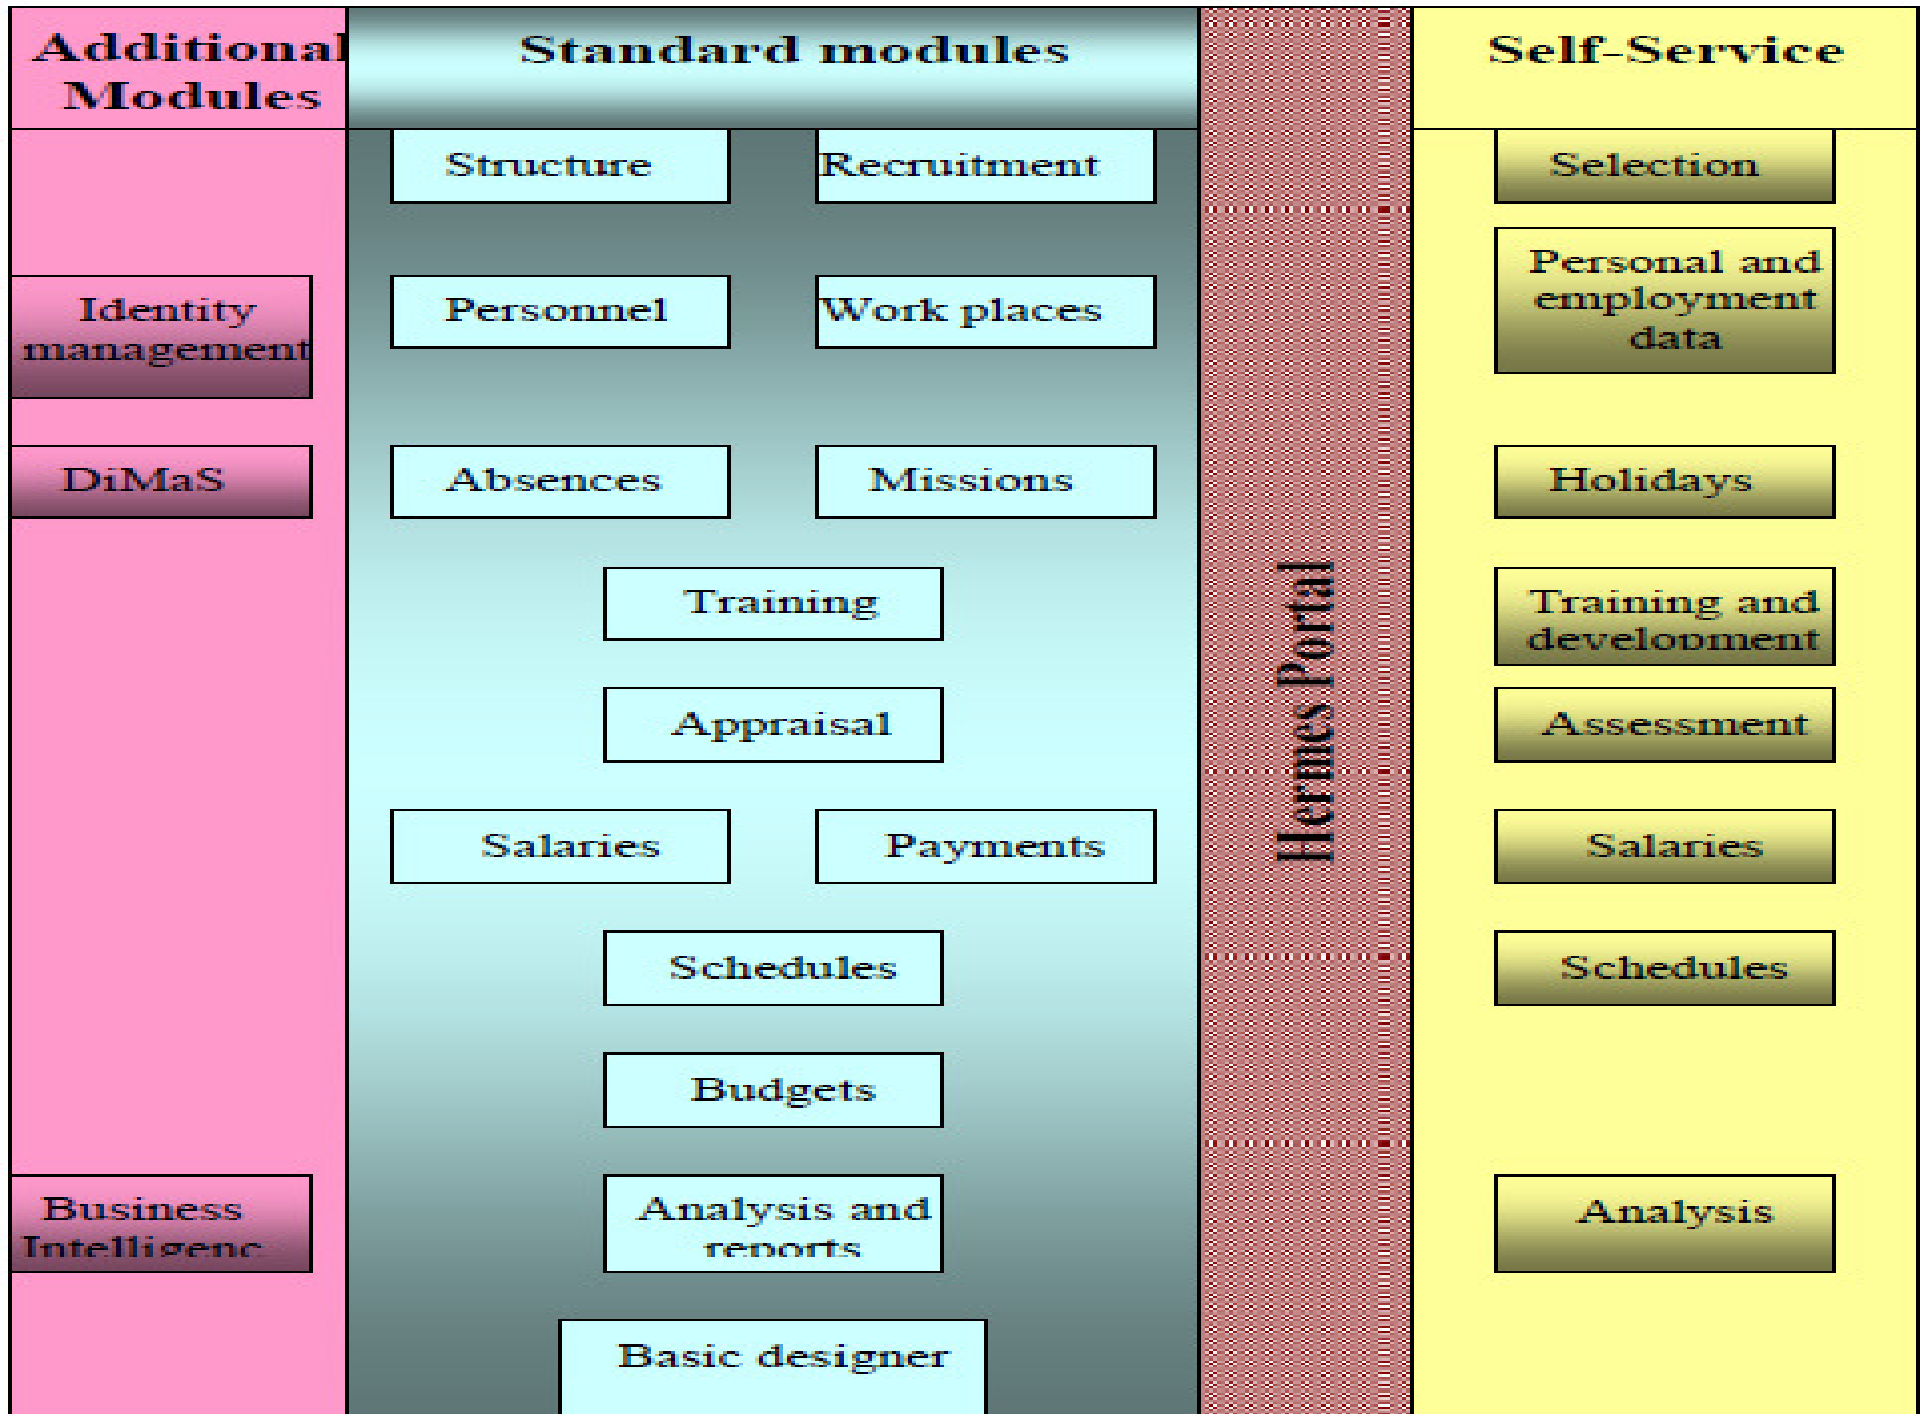 Additional
Modules
Standard modules
Self-Service
Structure
Recruitment
Selection
Identity
management
Personnel
Work places
Personal and
employment
data
DiMaS
Absences
Missions
Holidays
Training
Training and
development
Appraisal
Assessment
Hermes Portal
Salaries
Payments
Salaries
Schedules
Schedules
Budgets
Business
Intelligenc
Analysis and
reports
Analysis
Basic designer